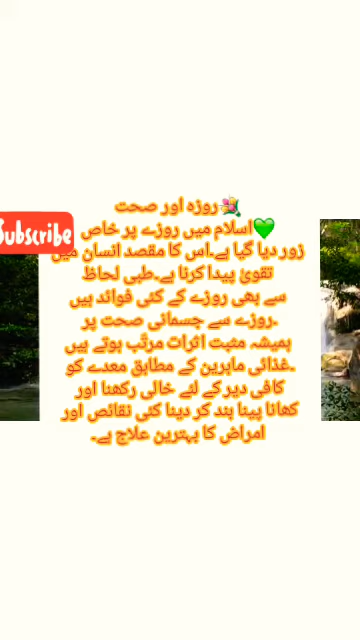 روزہ اور صحت
اسلام میں روزے پر خاص
زور دیا گیا ہے۔اس کا مقصد انسان میں
تقویٰ پیدا کرنا ہے۔طبی لحاظ
سے بھی روزے کے کئی فوائد ہیں
۔روزے سے جسمانی صحت پر
ہمیشہ مثبت اثرات مرتّب ہوتے ہیں
۔غذائی ماہرین کے مطابق معدے کو
کافی دیر کے لئے خالی رکھنا اور
کھانا پینا بند کر دینا کئی نقائص اور
امراض کا بہترین علاج ہے۔
Subscribe